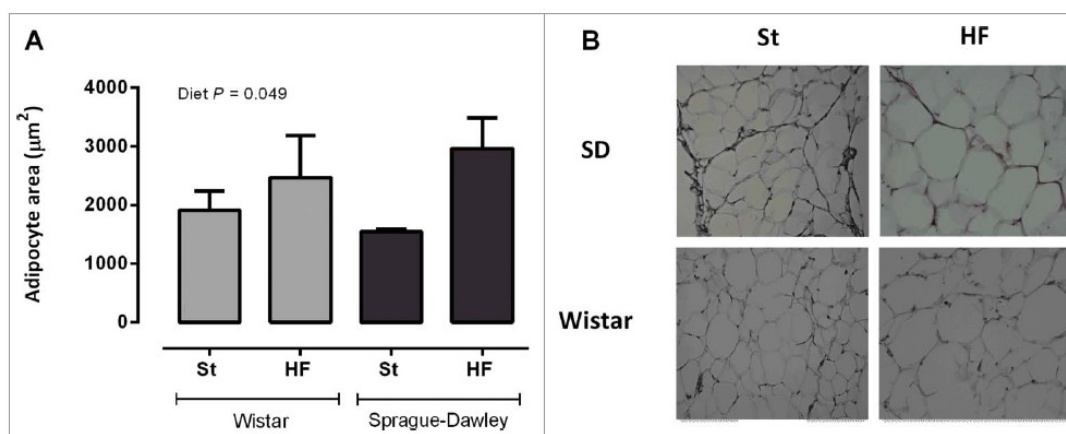 A
Diet P = 0.049
Adipocyte area (µm²)
4000
3000
2000
1000
0
St HF St HF
Wistar Sprague-Dawley
B
St HF
SD
Wistar